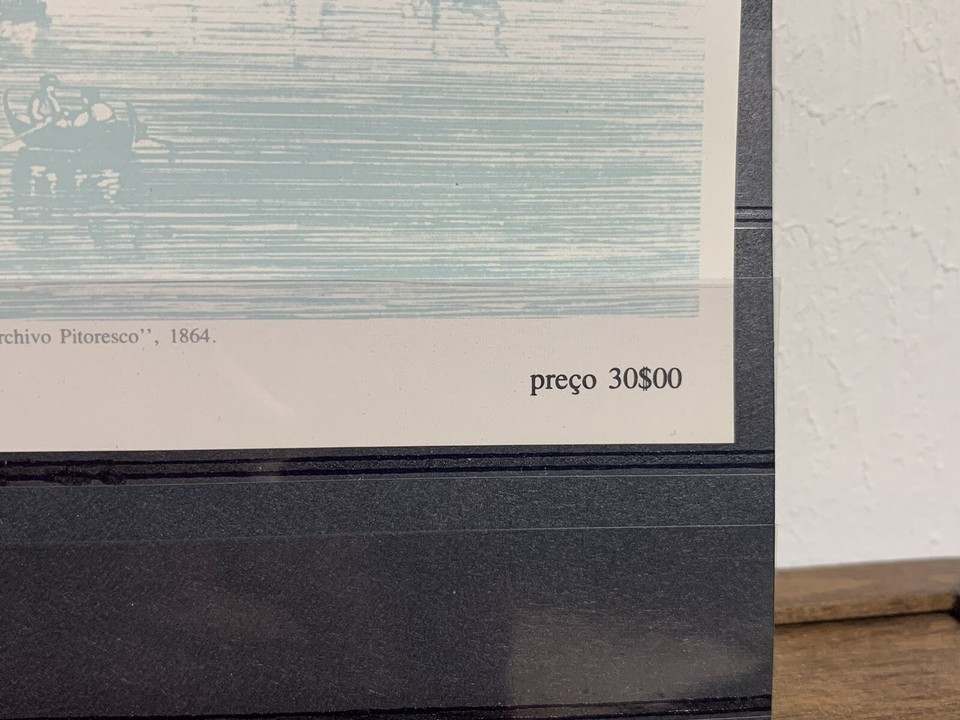 rchivo Pitoresco’’, 1864.
preço 30$00